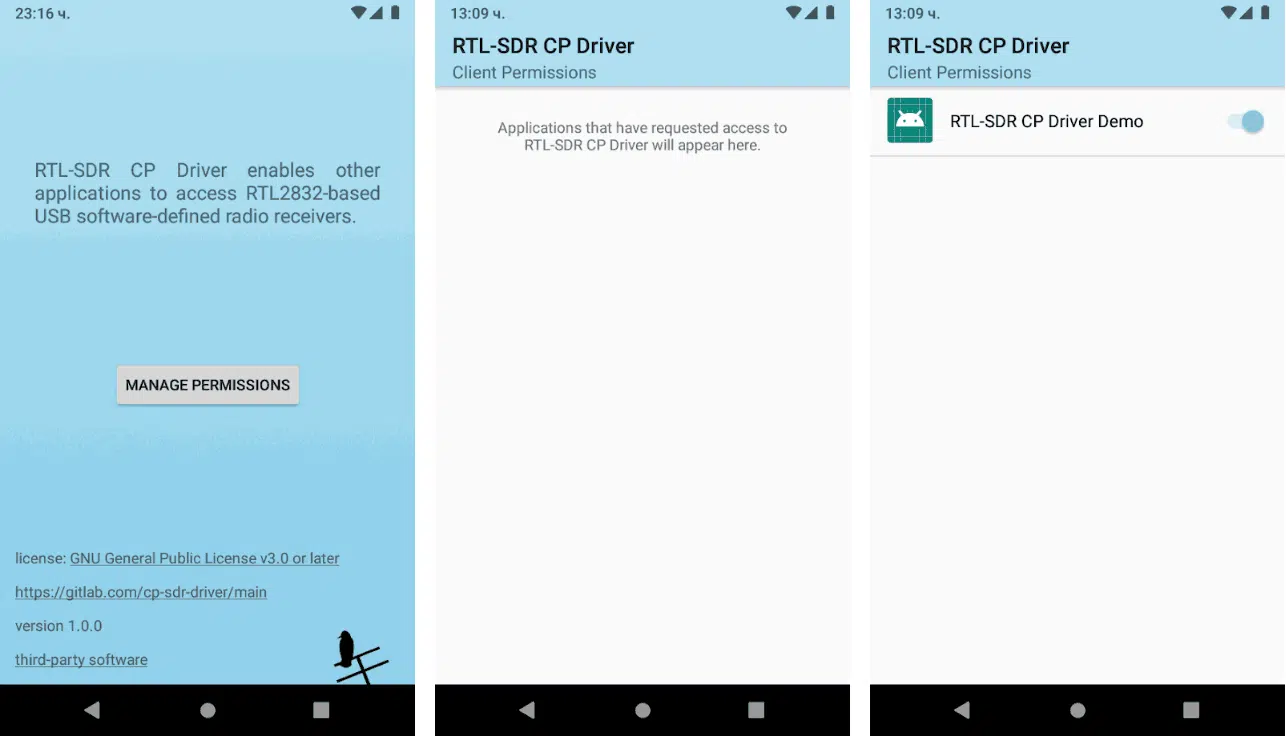 23:16 ч.
RTL-SDR CP Driver enables other
applications to access RTL2832-based
USB software-defined radio receivers.
MANAGE PERMISSIONS
license: GNU General Public License v3.0 or later
https://gitlab.com/cp-sdr-driver/main
version 1.0.0
third-party software
13:09 ч.
RTL-SDR CP Driver
Client Permissions
Applications that have requested access to
RTL-SDR CP Driver will appear here.
13:09 ч.
RTL-SDR CP Driver
Client Permissions
RTL-SDR CP Driver Demo